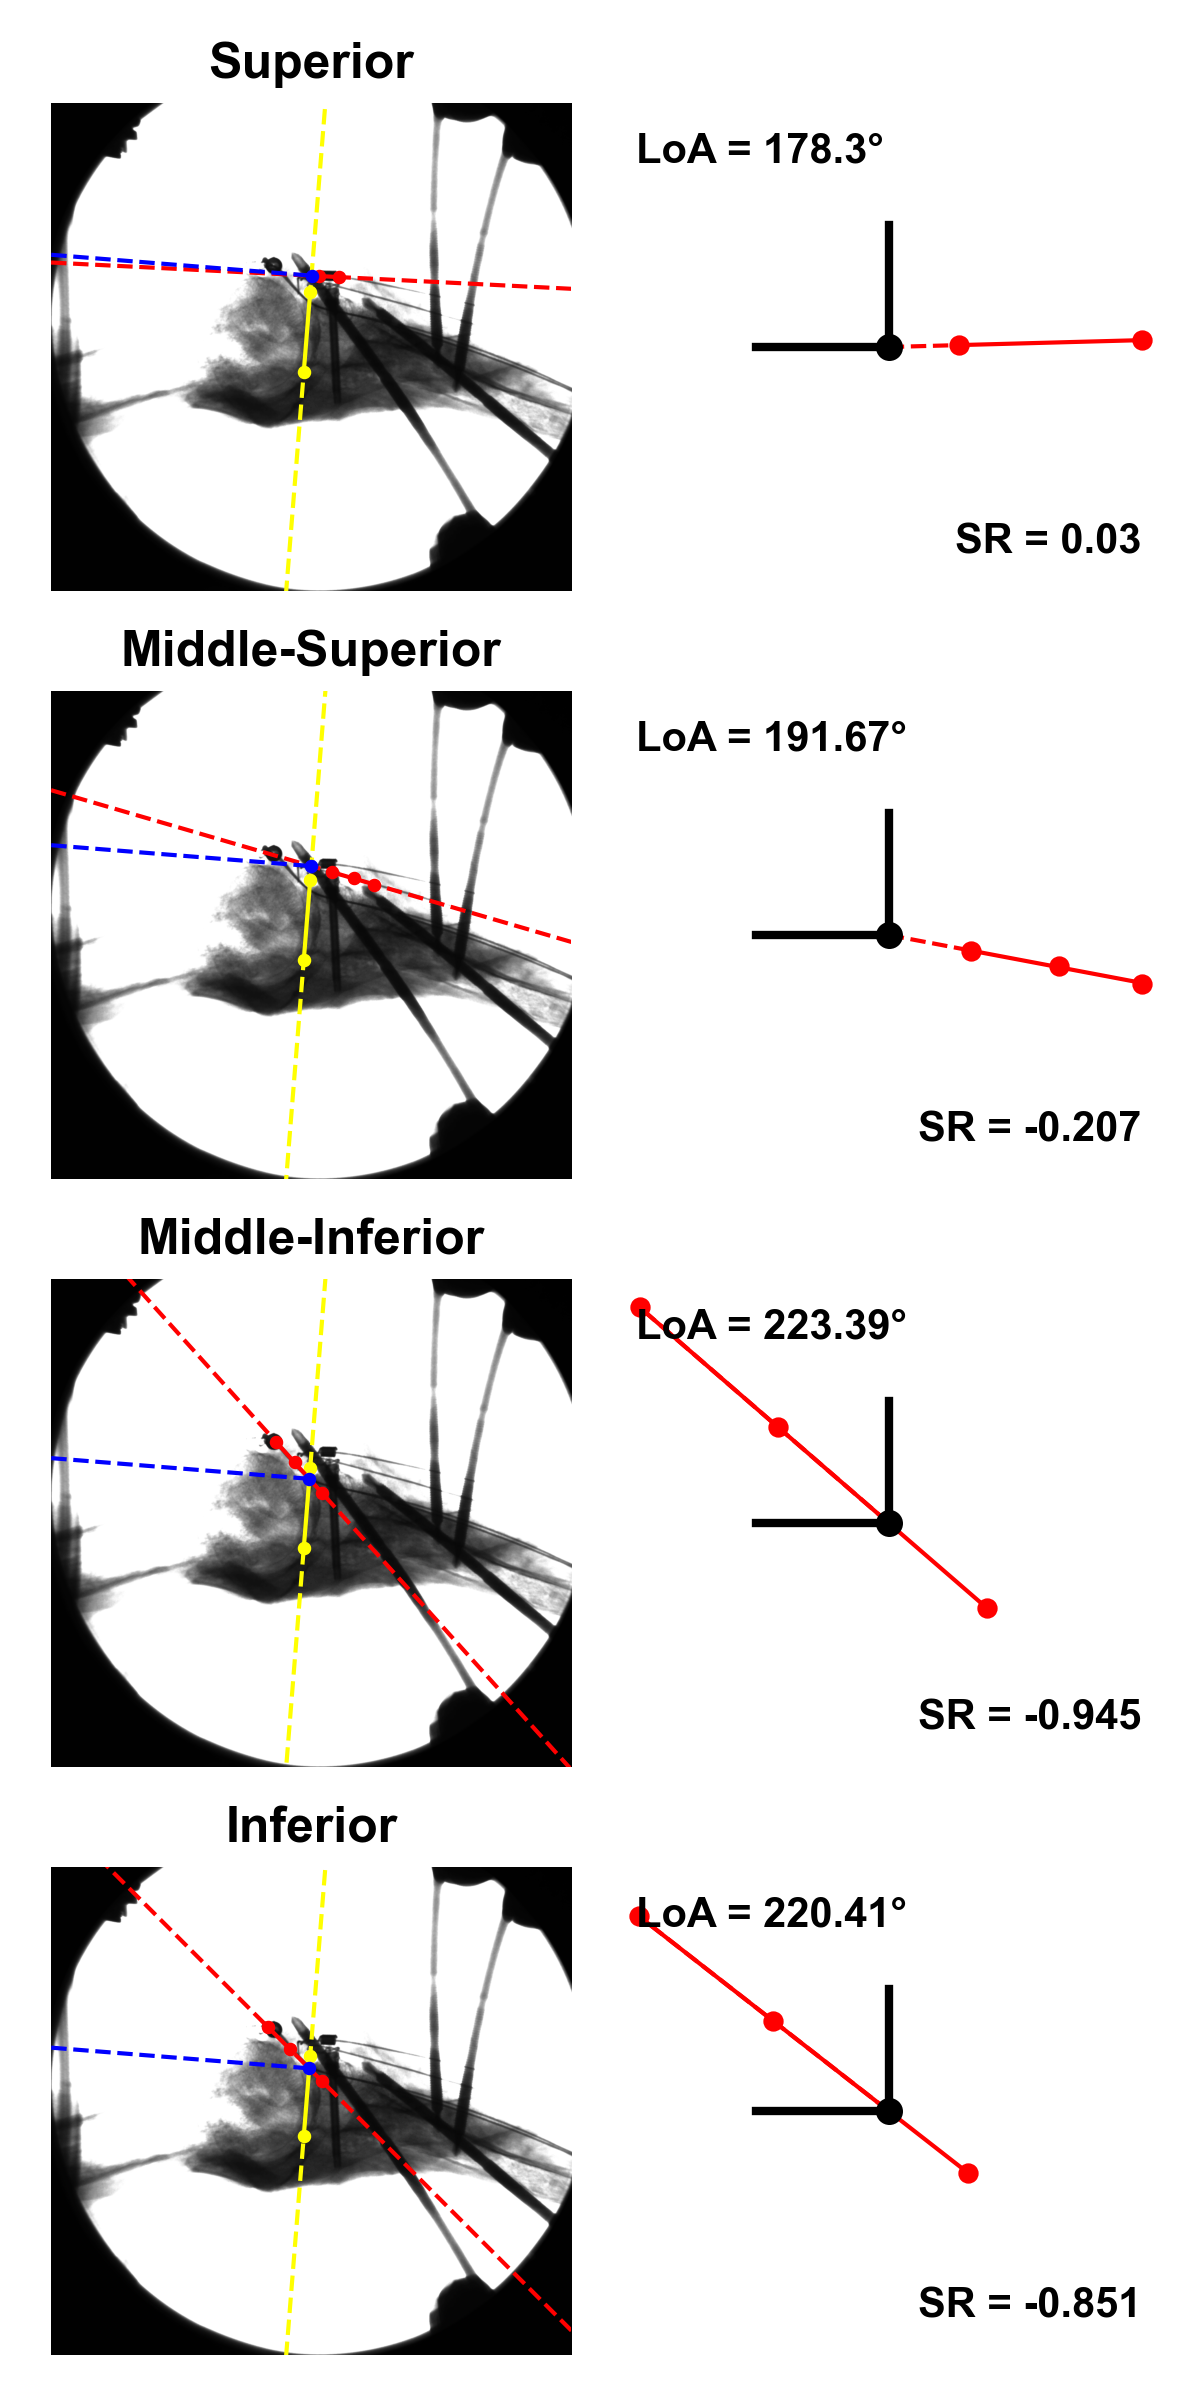 Superior
LoA = 178.3°
SR = 0.03
Middle-Superior
LoA = 191.67°
SR = -0.207
Middle-Inferior
LoA = 223.39°
SR = -0.945
Inferior
LoA = 220.41°
SR = -0.851